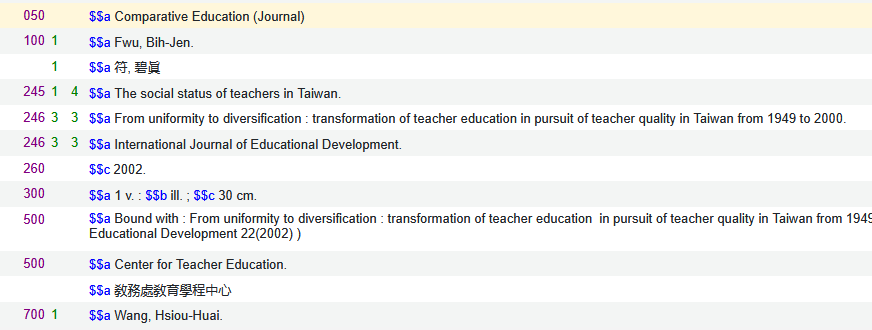 050 $$a Comparative Education (Journal)
100 1 $$a Fwu, Bih-Jen.
1 $$a 符, 碧眞
245 1 4 $$a The social status of teachers in Taiwan.
246 3 3 $$a From uniformity to diversification : transformation of teacher education in pursuit of teacher quality in Taiwan from 1949 to 2000.
246 3 3 $$a International Journal of Educational Development.
260 $$c 2002.
300 $$a 1 v. : $$b ill. ; $$c 30 cm.
500 $$a Bound with : From uniformity to diversification : transformation of teacher education in pursuit of teacher quality in Taiwan from 1949
Educational Development 22(2002) )
500 $$a Center for Teacher Education.
$$a 教務處教育學程中心
700 1 $$a Wang, Hsiou-Huai.